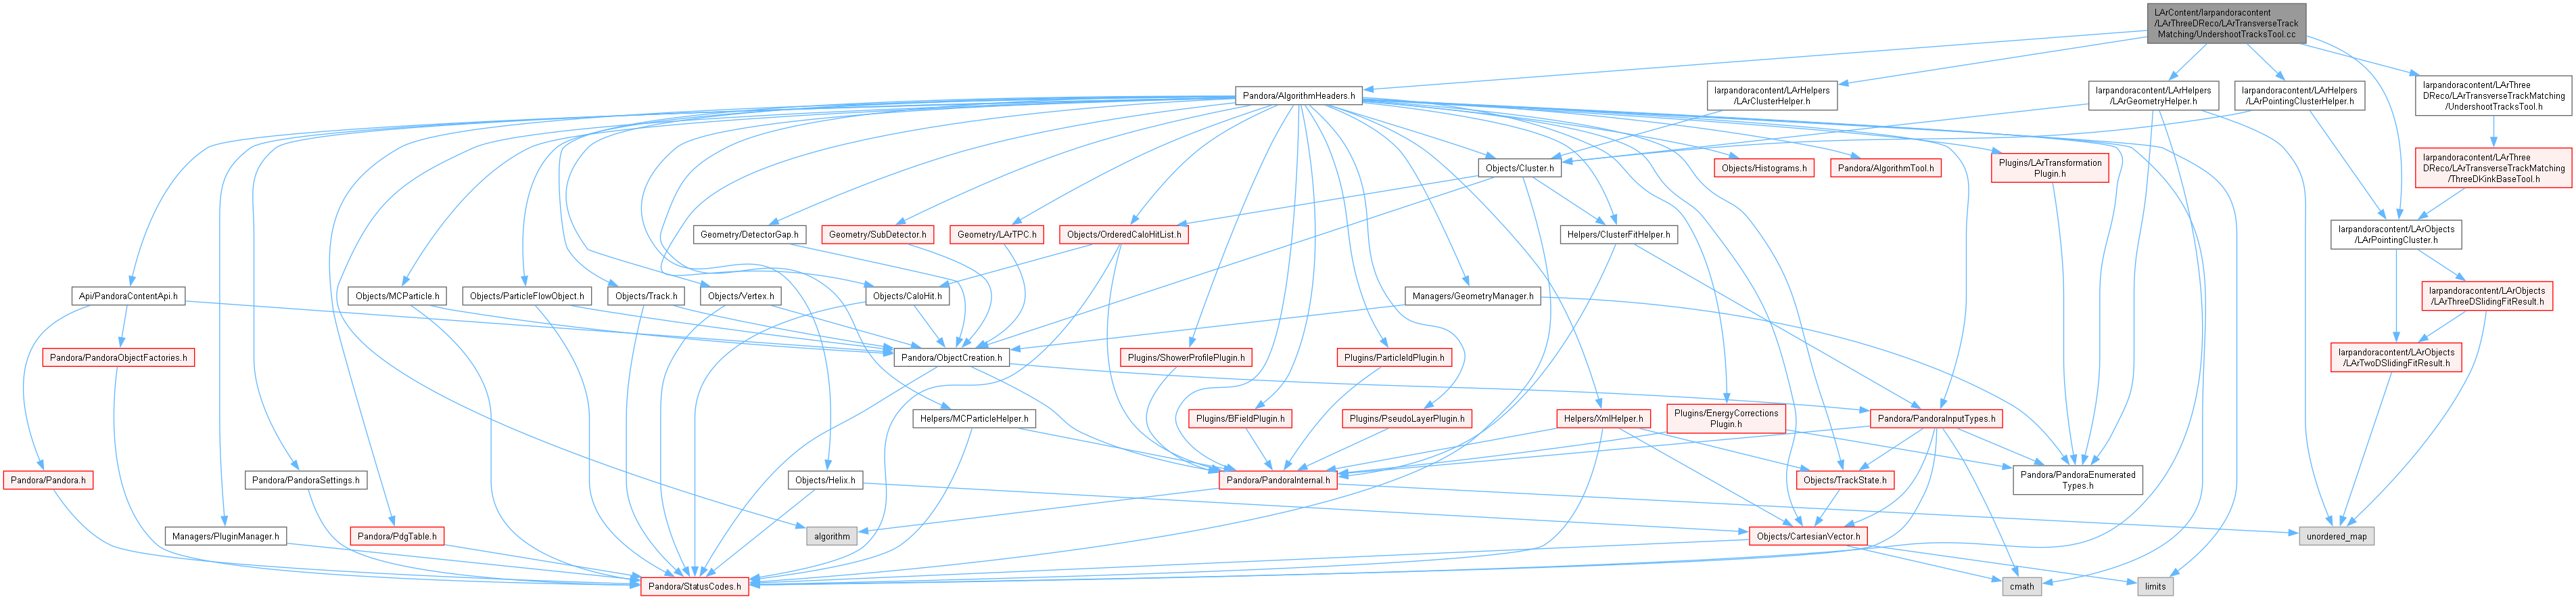 LArContent/larpandoracontent
/LArThreeDReco/LArTransverseTrack
Matching/UndershootTracksTool.cc
Pandora/AlgorithmHeaders.h
larpandoracontent/LArHelpers
/LArClusterHelper.h
larpandoracontent/LArHelpers
/LArGeometryHelper.h
larpandoracontent/LArHelpers
/LArPointingClusterHelper.h
larpandoracontent/LArThree
DReco/LArTransverseTrackMatching
/UndershootTracksTool.h
Objects/Cluster.h
Objects/Histograms.h
Pandora/AlgorithmTool.h
Plugins/LArTransformation
Plugin.h
larpandoracontent/LArThree
DReco/LArTransverseTrackMatching
/ThreeDKinkBaseTool.h
Geometry/DetectorGap.h
Geometry/SubDetector.h
Geometry/LArTPC.h
Objects/OrderedCaloHitList.h
Helpers/ClusterFitHelper.h
larpandoracontent/LArObjects
/LArPointingCluster.h
Api/PandoraContentApi.h
Objects/MCParticle.h
Objects/ParticleFlowObject.h
Objects/Track.h
Objects/Vertex.h
Objects/CaloHit.h
Managers/GeometryManager.h
larpandoracontent/LArObjects
/LArThreeDSlidingFitResult.h
Pandora/PandoraObjectFactories.h
Pandora/ObjectCreation.h
Plugins/ShowerProfilePlugin.h
Plugins/ParticleIdPlugin.h
larpandoracontent/LArObjects
/LArTwoDSlidingFitResult.h
Helpers/MCParticleHelper.h
Plugins/BFieldPlugin.h
Plugins/PseudoLayerPlugin.h
Helpers/XmlHelper.h
Plugins/EnergyCorrections
Plugin.h
Pandora/PandoraInputTypes.h
Pandora/Pandora.h
Pandora/PandoraSettings.h
Objects/Helix.h
Pandora/PandoraInternal.h
Objects/TrackState.h
Pandora/PandoraEnumerated
Types.h
Managers/PluginManager.h
Pandora/PdgTable.h
algorithm
Objects/CartesianVector.h
unordered_map
Pandora/StatusCodes.h
cmath
limits